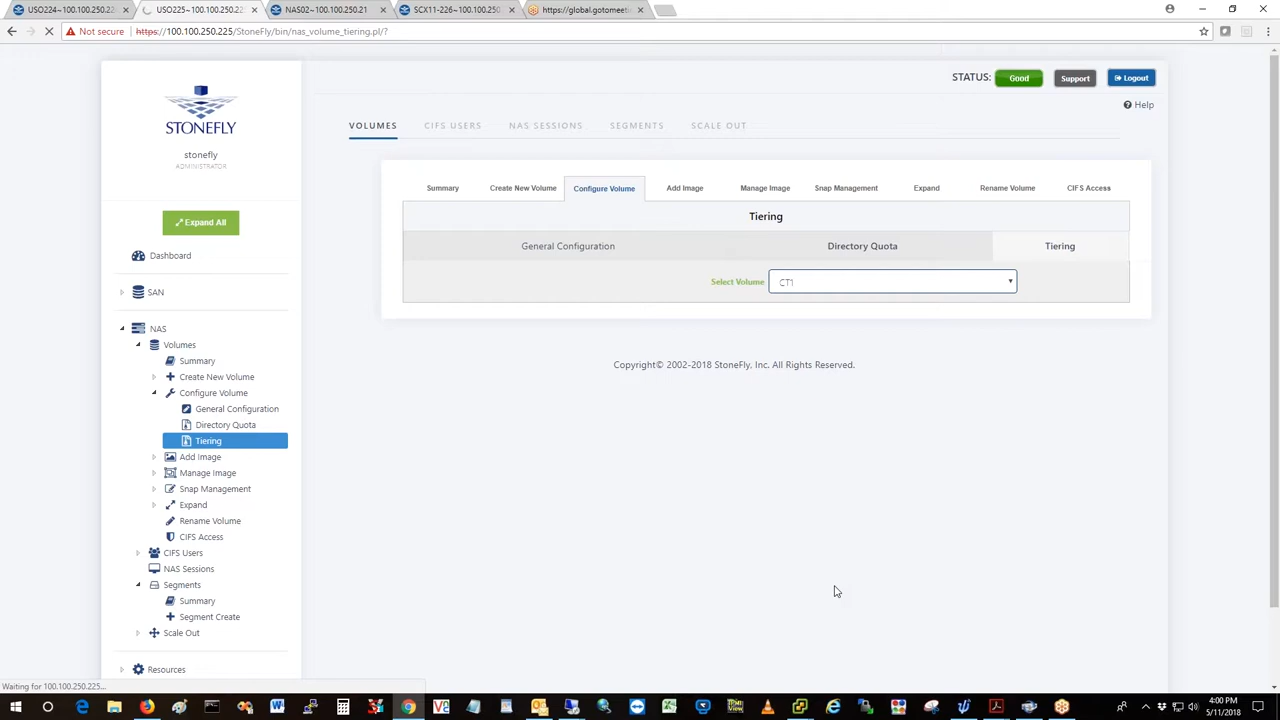 USO224~100.100.250.22
USO225~100.100.250.225
NAS02~100.100.250.21
SCX11-226~100.100.250.
https://global.gotomeeti
Not secure https://100.100.250.225/StoneFly/bin/nas_volume_tiering.pl/?
STATUS: Good Support Logout
Help
STONEFLY
stonefly
ADMINISTRATOR
VOLUMES CIFS USERS NAS SESSIONS SEGMENTS SCALE OUT
Summary Create New Volume Configure Volume Add Image Manage Image Snap Management Expand Rename Volume CIFS Access
Tiering
General Configuration Directory Quota Tiering
Select Volume CT1
Copyright© 2002-2018 StoneFly, Inc. All Rights Reserved.
Expand All
Dashboard
SAN
NAS
Volumes
Summary
Create New Volume
Configure Volume
General Configuration
Directory Quota
Tiering
Add Image
Manage Image
Snap Management
Expand
Rename Volume
CIFS Access
CIFS Users
NAS Sessions
Segments
Summary
Segment Create
Scale Out
Resources
Waiting for 100.100.250.225...
4:00 PM
5/11/2018